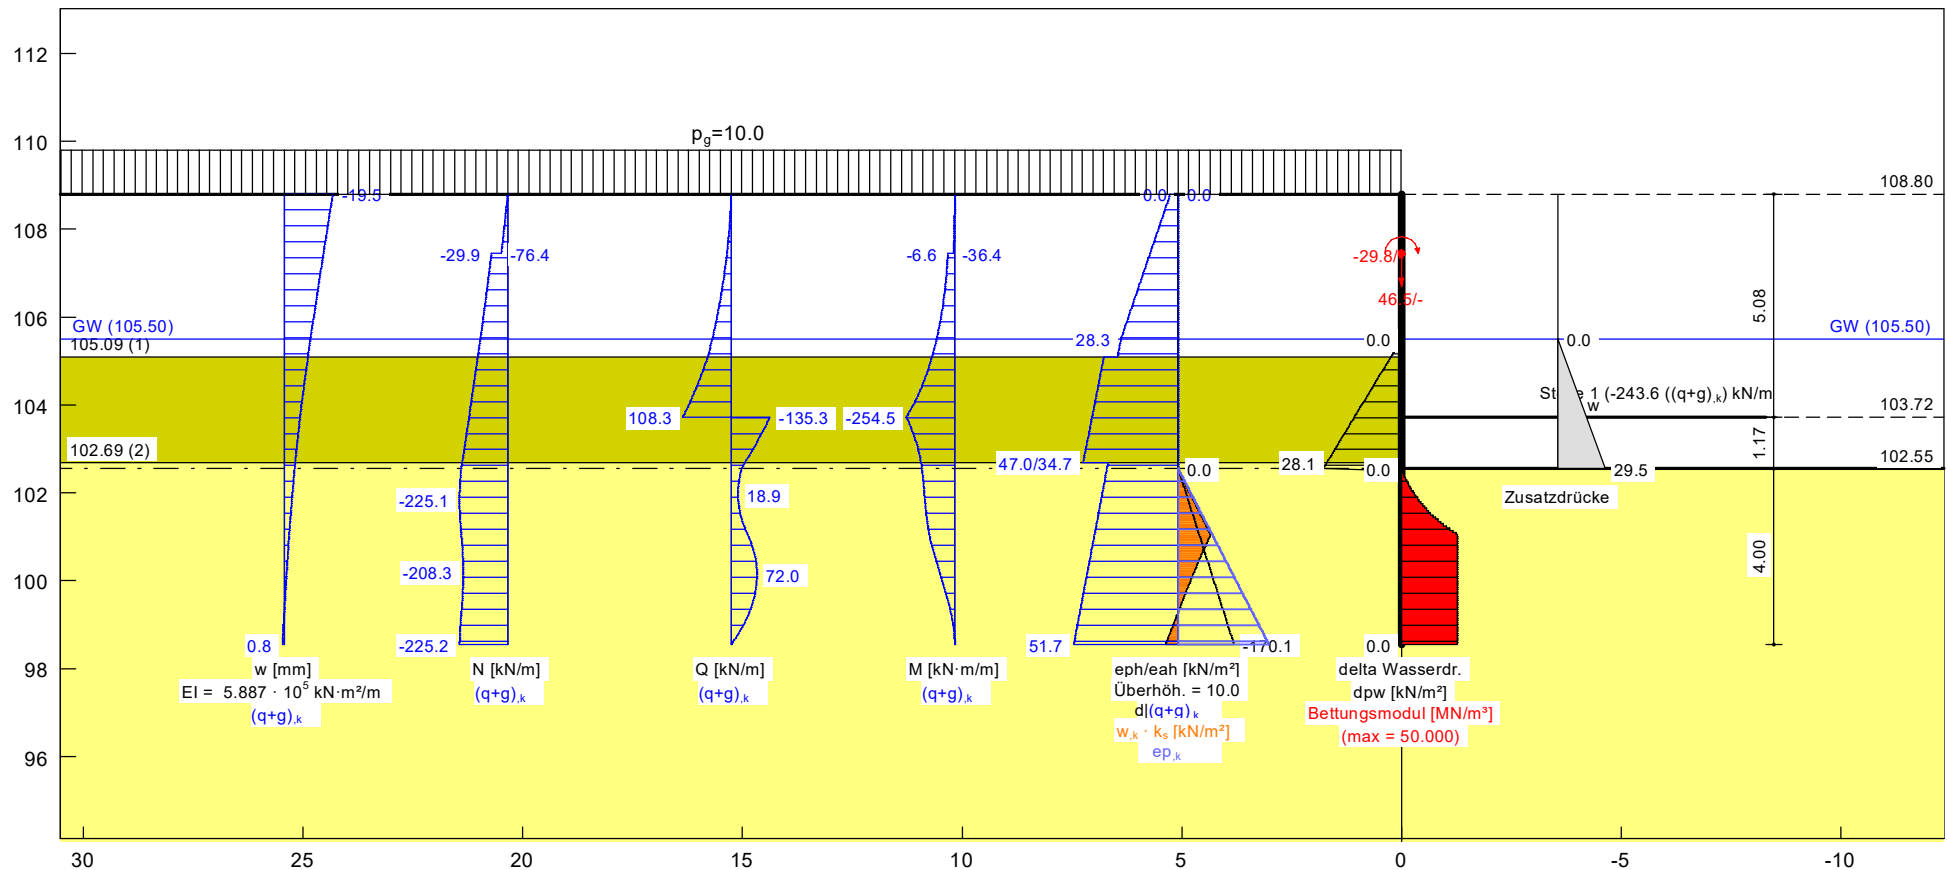 112
110
108
106
104
102
100
98
96
30
25
20
15
10
5
0
-5
-10
pg=10.0
108.80
-19.5
0.0
0.0
-29.9
-76.4
-6.6
-36.4
-29.8/
46.5/-
5.08
GW (105.50)
GW (105.50)
105.09 (1)
28.3
0.0
0.0
(-243.6 ((q+g),k) kN/m
w
103.72
108.3
-135.3
-254.5
1.17
102.69 (2)
47.0/34.7
0.0
28.1
0.0
29.5
102.55
Zusatzdrücke
-225.1
18.9
-208.3
72.0
4.00
0.8
-225.2
51.7
-170.1
0.0
w [mm]
EI = 5.887 · 10⁵ kN·m²/m
(q+g),k
N [kN/m]
(q+g),k
Q [kN/m]
(q+g),k
M [kN·m/m]
(q+g),k
eph/eah [kN/m²]
Überhöh. = 10.0
(q+g),k
w,k · ks [kN/m²]
ep,k
delta Wasserdr.
dpw [kN/m²]
Bettungsmodul [MN/m³]
(max = 50.000)